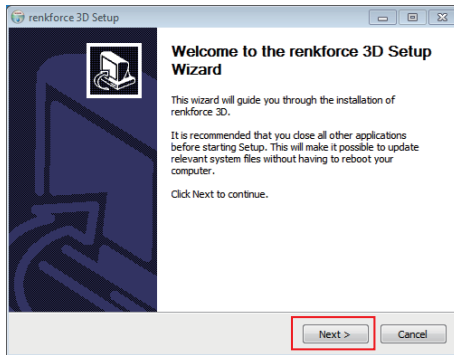 renkforce 3D Setup
Welcome to the renkforce 3D Setup
Wizard
This wizard will guide you through the installation of
renkforce 3D.
It is recommended that you close all other applications
before starting Setup. This will make it possible to update
relevant system files without having to reboot your
computer.
Click Next to continue.
Next >
Cancel